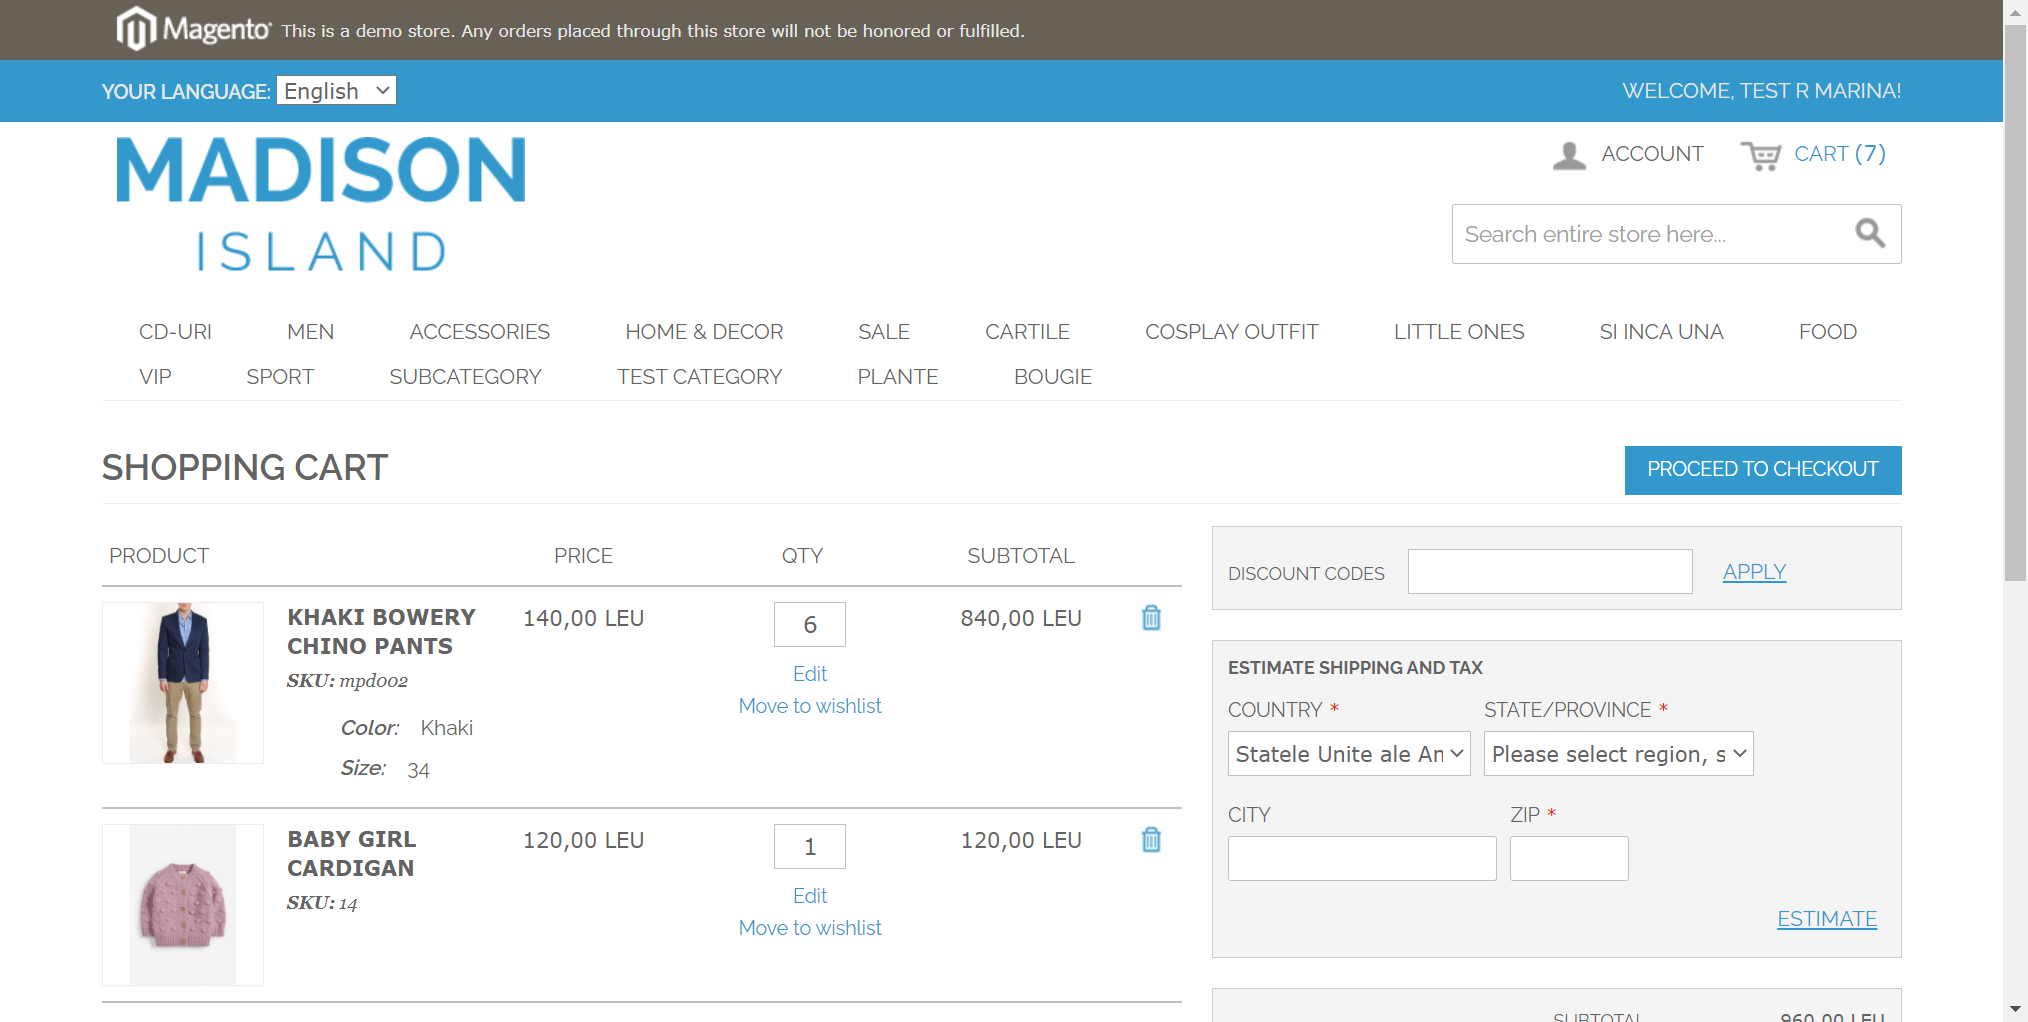 Magento This is a demo store. Any orders placed through this store will not be honored or fulfilled.
YOUR LANGUAGE: English
WELCOME, TEST R MARINA!
MADISON
ISLAND
ACCOUNT CART (7)
Search entire store here...
CD-URI MEN ACCESSORIES HOME & DECOR SALE CARTILE COSPLAY OUTFIT LITTLE ONES SI INCA UNA FOOD
VIP SPORT SUBCATEGORY TEST CATEGORY PLANTE BOUGIE
SHOPPING CART
PROCEED TO CHECKOUT
PRODUCT PRICE QTY SUBTOTAL
KHAKI BOWERY 140,00 LEU 6 840,00 LEU
CHINO PANTS
SKU: mpd002
Edit
Move to wishlist
Color: Khaki
Size: 34
BABY GIRL 120,00 LEU 1 120,00 LEU
CARDIGAN
SKU: 14
Edit
Move to wishlist
DISCOUNT CODES APPLY
ESTIMATE SHIPPING AND TAX
COUNTRY * STATE/PROVINCE *
Statele Unite ale An Please select region, s
CITY ZIP *
ESTIMATE
SUBTOTAL 960,00 LEU